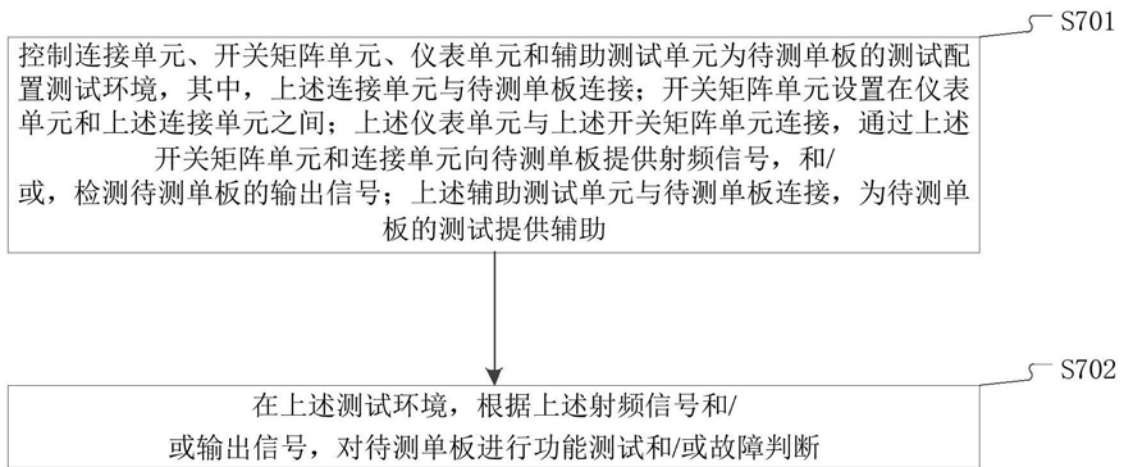 S701
控制连接单元、开关矩阵单元、仪表单元和辅助测试单元为待测单板的测试配
置测试环境，其中，上述连接单元与待测单板连接；开关矩阵单元设置在仪表
单元和上述连接单元之间；上述仪表单元与上述开关矩阵单元连接，通过上述
开关矩阵单元和连接单元向待测单板提供射频信号，和/
或，检测待测单板的输出信号；上述辅助测试单元与待测单板连接，为待测单
板的测试提供辅助
S702
在上述测试环境，根据上述射频信号和/
或输出信号，对待测单板进行功能测试和/或故障判断